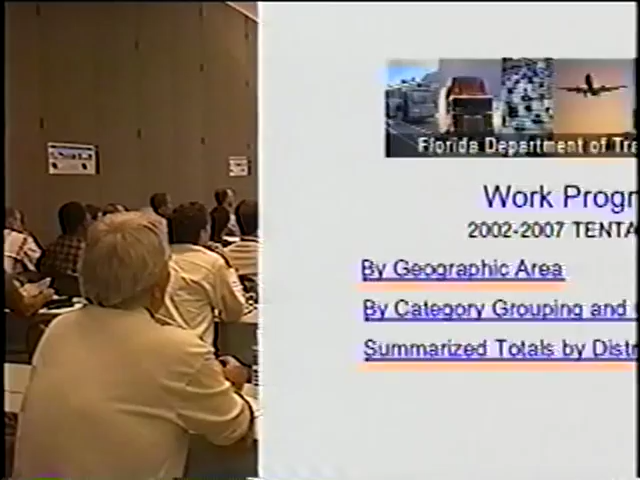 Florida Department of Tra
Work Progr
2002-2007 TENTA
By Geographic Area
By Category Grouping and
Summarized Totals by Distr